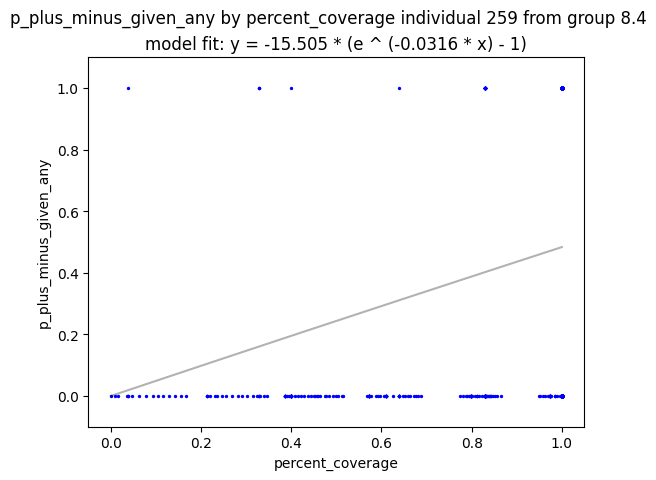 p_plus_minus_given_any by percent_coverage individual 259 from group 8.4
model fit: y = -15.505 * (e ^ (-0.0316 * x) - 1)
1.0
0.8
0.6
0.4
0.2
0.0
p_plus_minus_given_any
0.0 0.2 0.4 0.6 0.8 1.0
percent_coverage